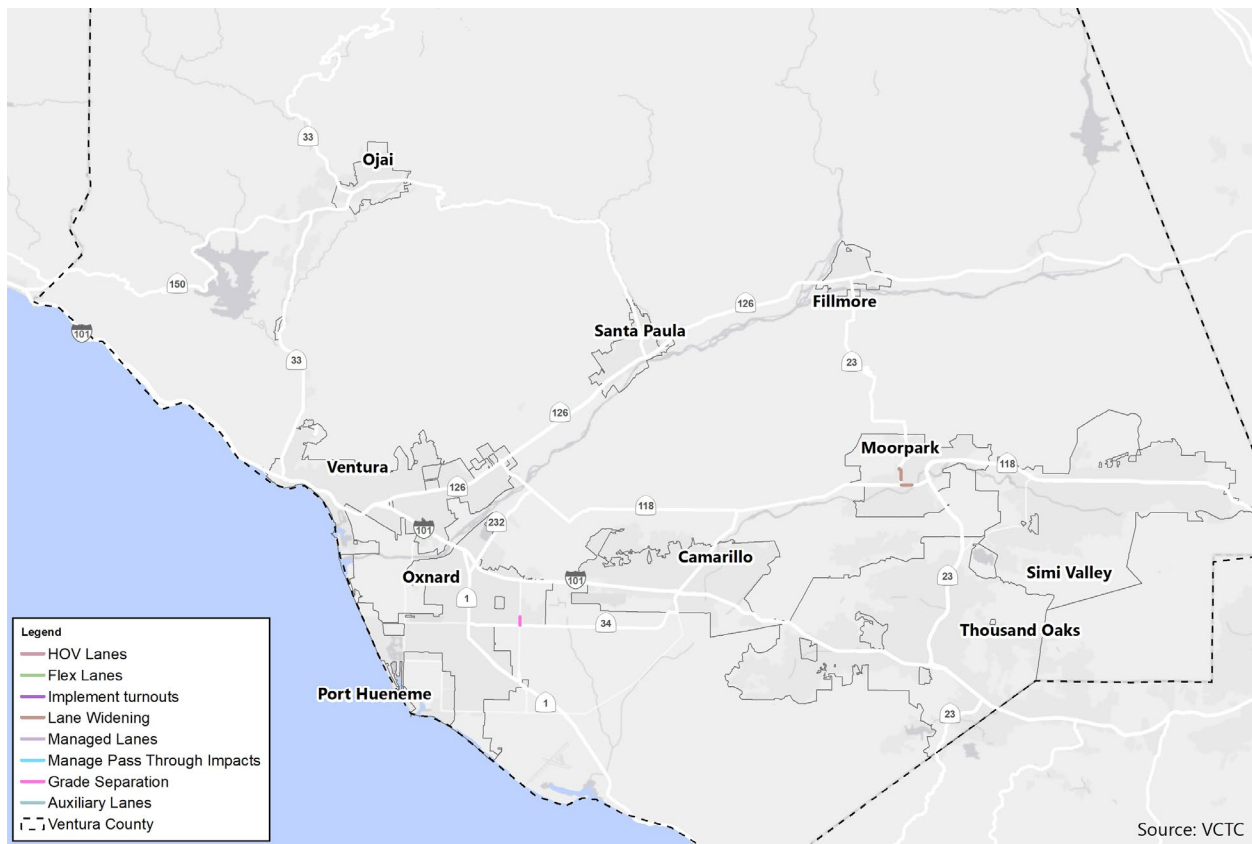 33
Ojai
150
Fillmore
126
Santa Paula
101
33
23
126
Moorpark
118
Ventura
126
118
232
101
Camarillo
Oxnard
101
23
Simi Valley
1
34
Thousand Oaks
Port Hueneme
1
23
Legend
HOV Lanes
Flex Lanes
Implement turnouts
Lane Widening
Managed Lanes
Manage Pass Through Impacts
Grade Separation
Auxiliary Lanes
Ventura County
Source: VCTC